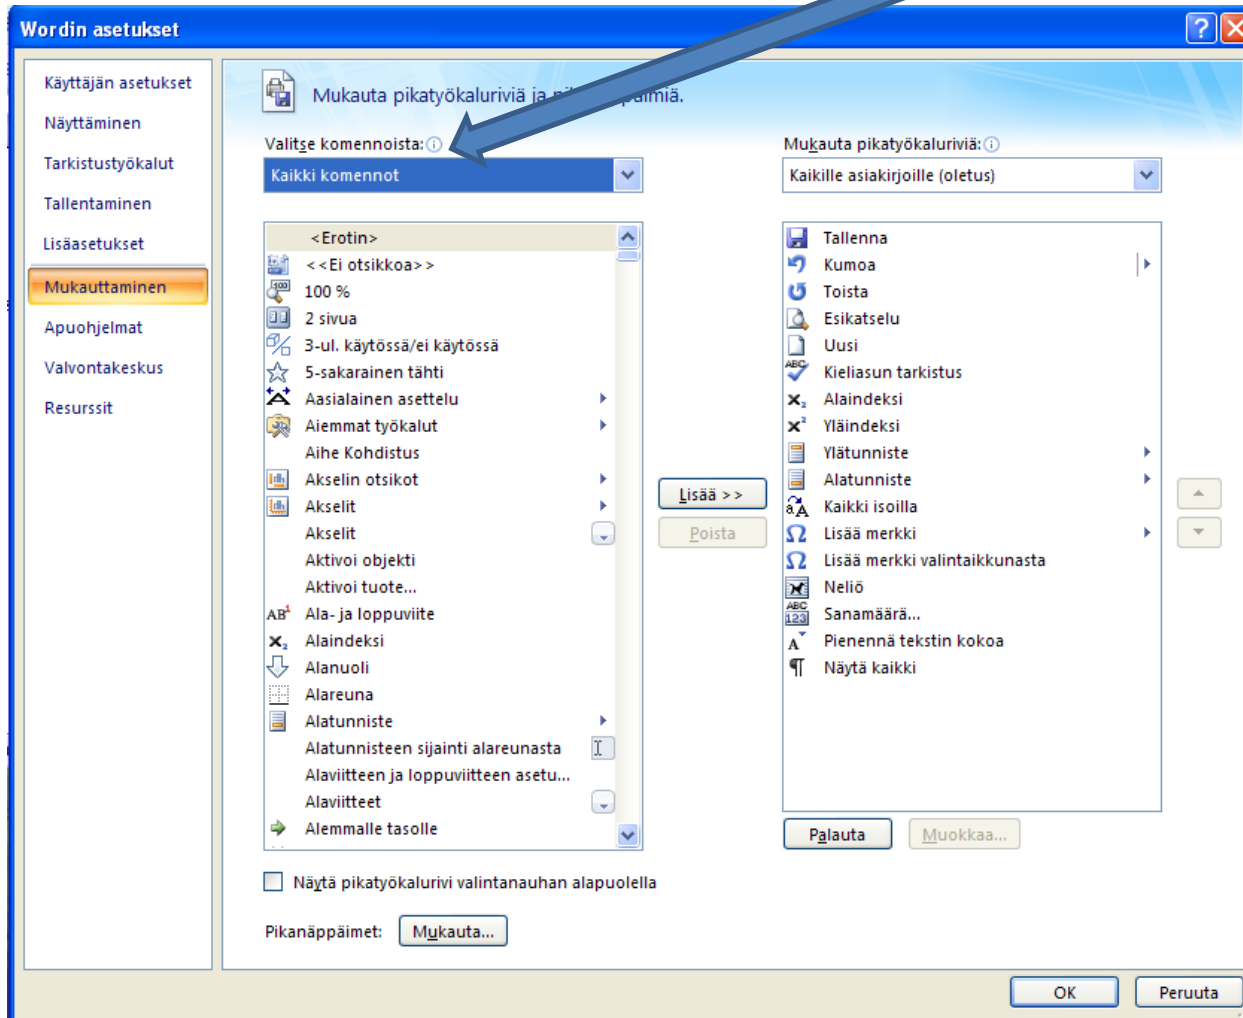 Wordin asetukset
Käyttäjän asetukset
Näyttäminen
Tarkistustyökalut
Tallentaminen
Lisäasetukset
Mukauttaminen
Apuohjelmat
Valvontakeskus
Resurssit
Mukauta pikatyökaluriviä ja
Valitse komennoista:
Kaikki komennot
<Erotin>
<<Ei otsikkoa>>
100 %
2 sivua
3-ul. käytössä/ei käytössä
5-sakarainen tähti
Aasialainen asettelu
Aiemmat työkalut
Aihe Kohdistus
Akselin otsikot
Akselit
Akselit
Aktivoi objekti
Aktivoi tuote...
Ala- ja loppuviite
Alaindeksi
Alanuoli
Alareuna
Alatunniste
Alatunnisteen sijainti alareunasta
Alaviitteen ja loppuviitteen asetu...
Alaviitteet
Alemmalle tasolle
Lisää >>
Poista
Mukauta pikatyökaluriviä:
Kaikille asiakirjoille (oletus)
Tallenna
Kumoa
Toista
Esikatselu
Uusi
Kieliasun tarkistus
Alaindeksi
Yläindeksi
Ylätunniste
Alatunniste
Kaikki isoilla
Lisää merkki
Lisää merkki valintaikkunasta
Neliö
Sanamäärä...
Pienennä tekstin kokoa
Näytä kaikki
Palauta
Muokkaa...
Näytä pikatyökalurivi valintanauhan alapuolella
Pikanäppäimet:
Mukauta...
OK
Peruuta